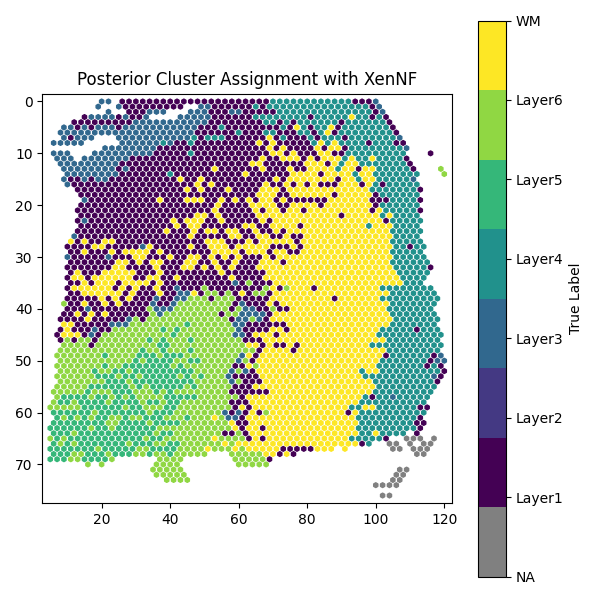 Posterior Cluster Assignment with XenNF
0
10
20
30
40
50
60
70
20
40
60
80
100
120
WM
Layer6
Layer5
Layer4
Layer3
Layer2
Layer1
NA
True Label